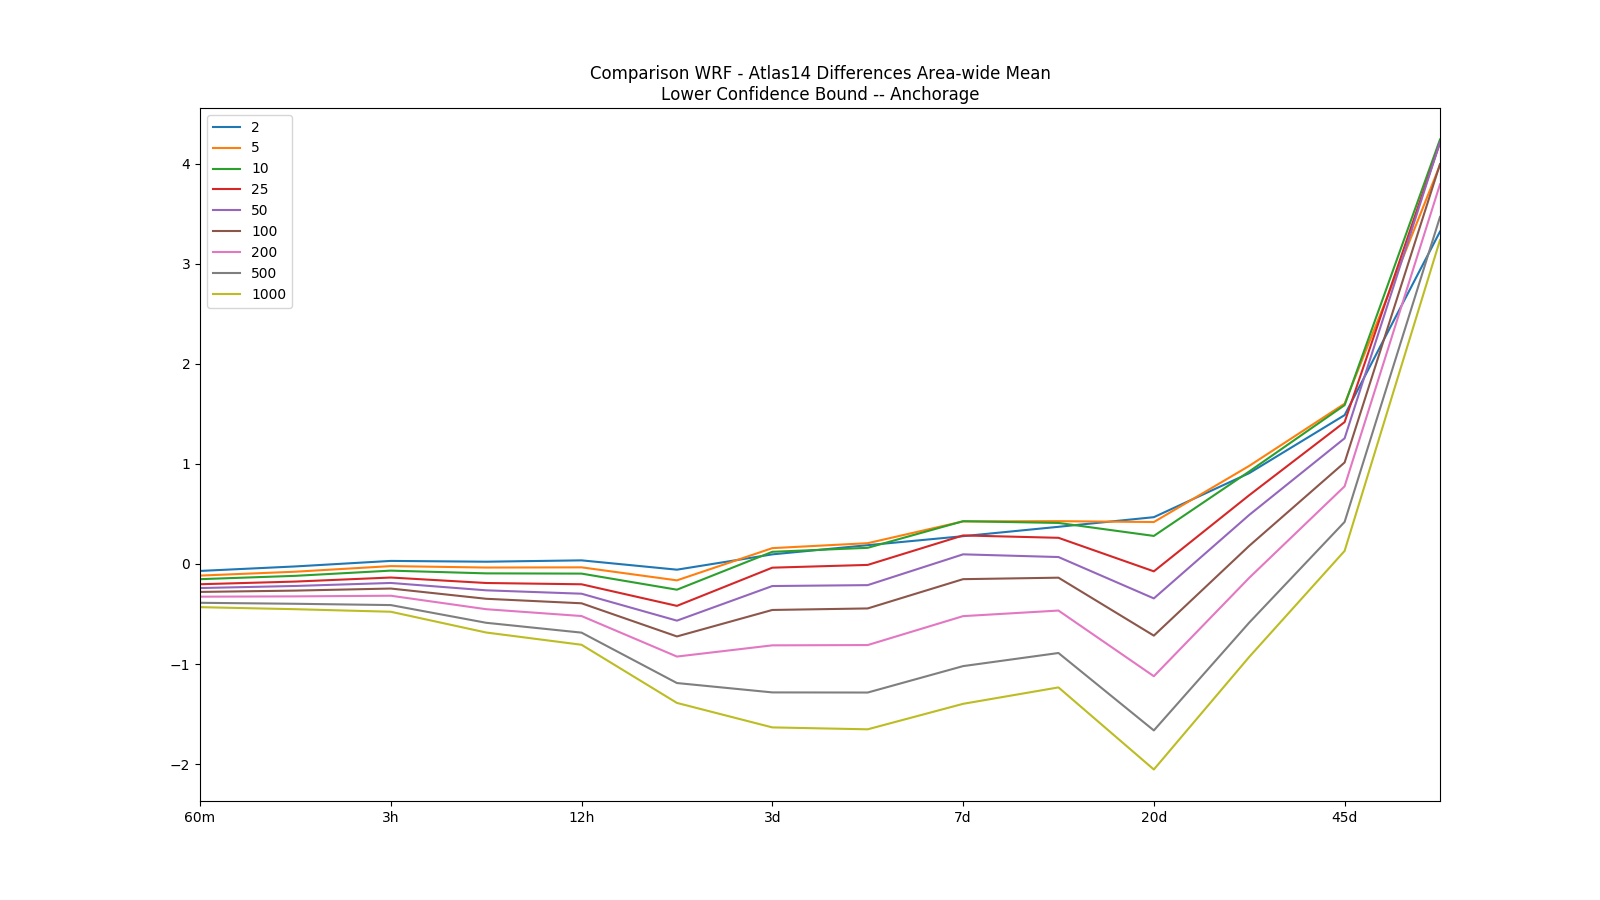 Comparison WRF - Atlas14 Differences Area-wide Mean
Lower Confidence Bound -- Anchorage
2
5
10
25
50
100
200
500
1000
4
3
2
1
0
−1
−2
60m
3h
12h
3d
7d
20d
45d